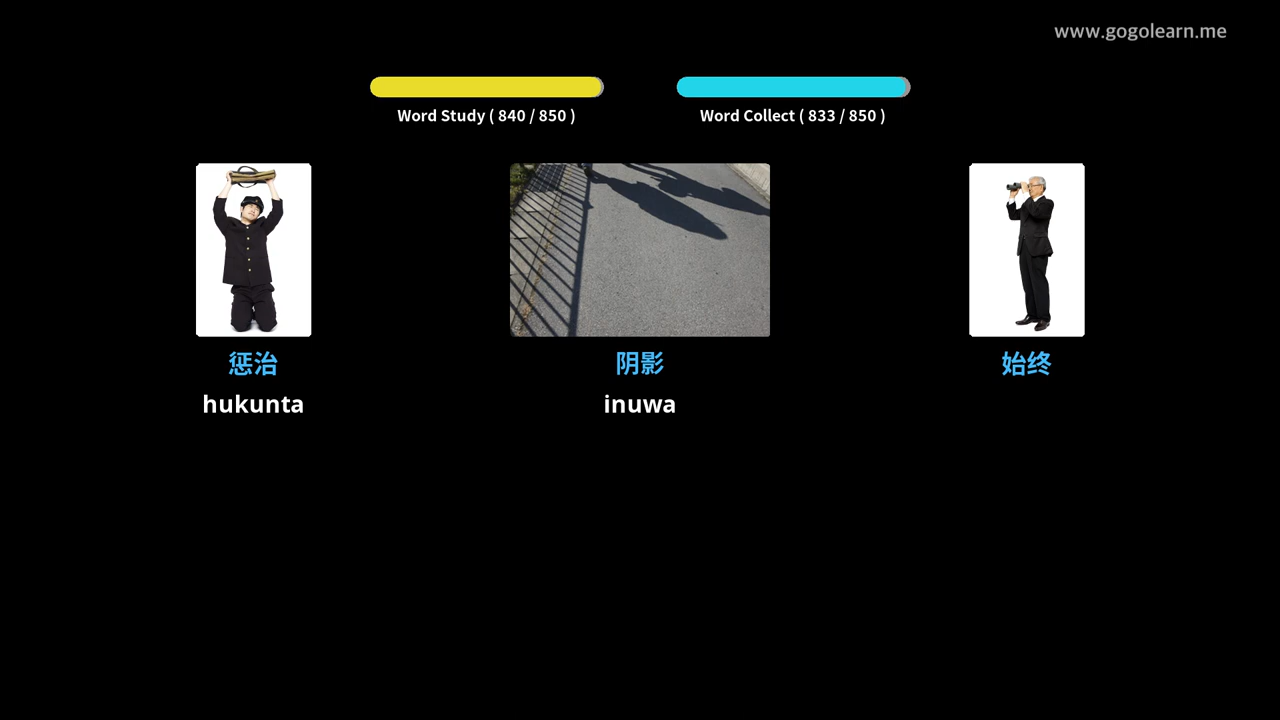 www.gogolearn.me
Word Study ( 840 / 850 )
Word Collect ( 833 / 850 )
惩治
阴影
始终
hukunta
inuwa